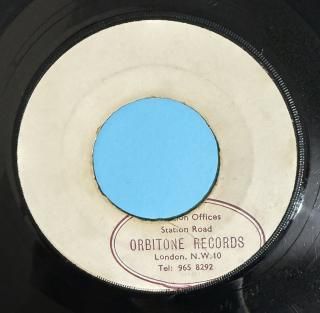 Offices
Station Road
ORBITONE RECORDS
London, N.W.10
Tel: 965 8292